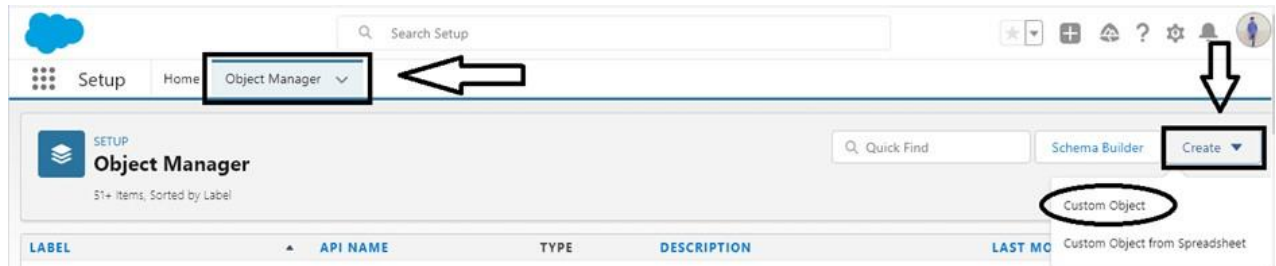 Search Setup
Setup Home Object Manager
SETUP
Object Manager
51+ Items, Sorted by Label
Quick Find
Schema Builder
Create
Custom Object
Custom Object from Spreadsheet
LABEL API NAME TYPE DESCRIPTION LAST MO